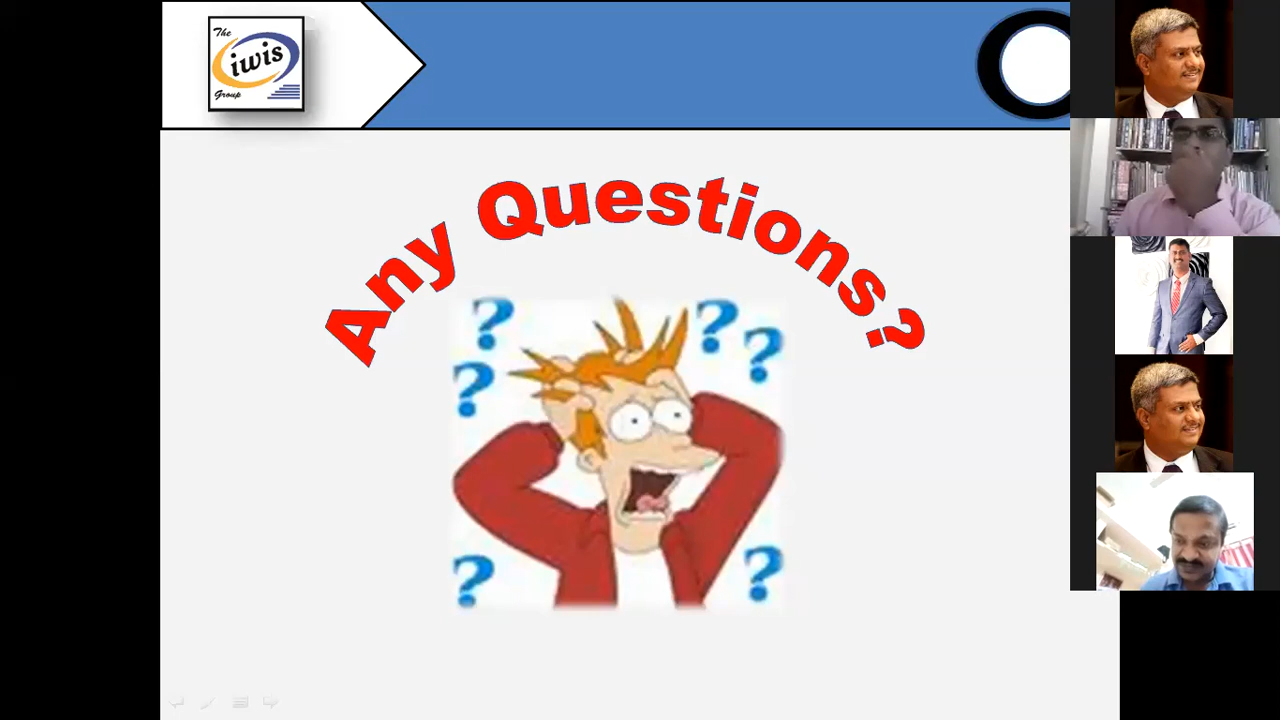 The
iwis
Group
Any Questions?
? ? ?
?
? ?